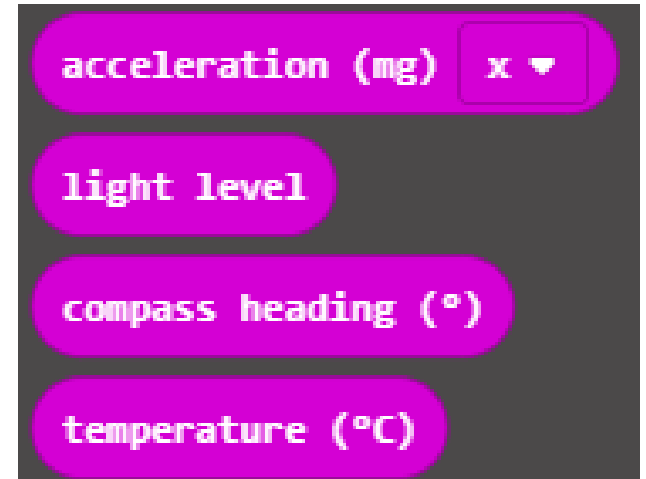 acceleration (mg) x
light level
compass heading (°)
temperature (°C)